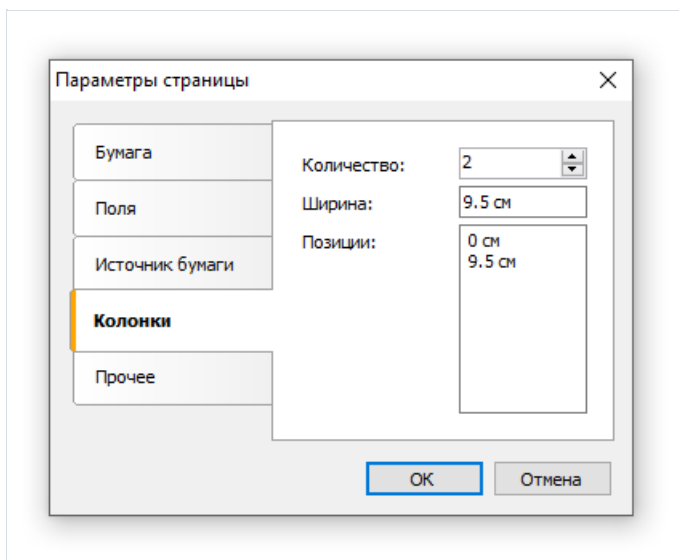 Параметры страницы
Бумага
Поля
Источник бумаги
Колонки
Прочее
Количество: 2
Ширина: 9.5 см
Позиции: 0 см
9.5 см
ОК
Отмена